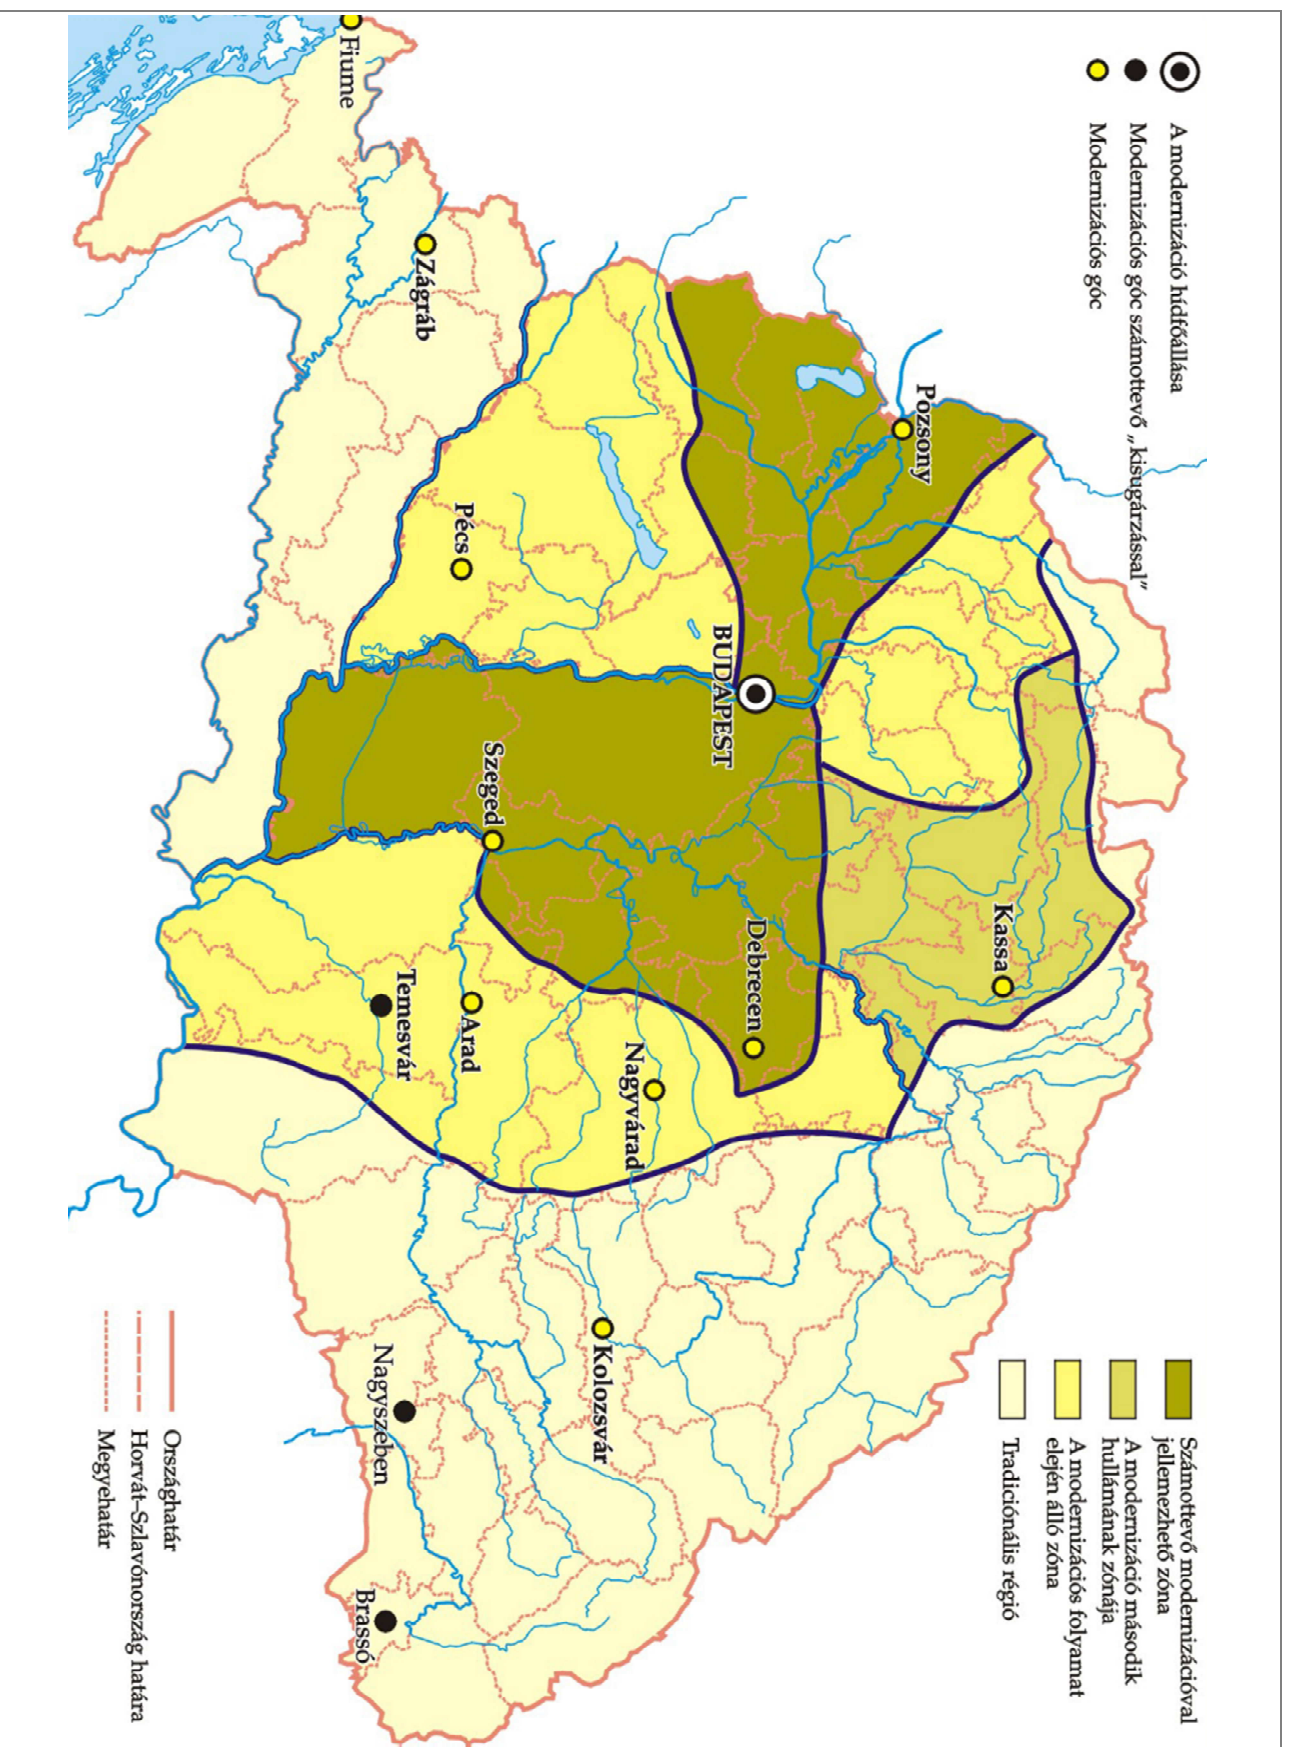 A modernizáció hídfőállása
Modernizációs góc számottevő „kisugárzással”
Modernizációs góc
Fiume
Zágráb
Pozsony
Pécs
BUDAPEST
Szeged
Kassa
Debrecen
Temesvár
Arad
Nagyvárad
Kolozsvár
Nagyszeben
Brassó
Számottevő modernizációval
jellemezhető zóna
A modernizáció második
hullámának zónája
A modernizációs folyamat
elején álló zóna
Tradicionális régió
Országhatár
Horvát–Szlavónország határa
Megyehatár